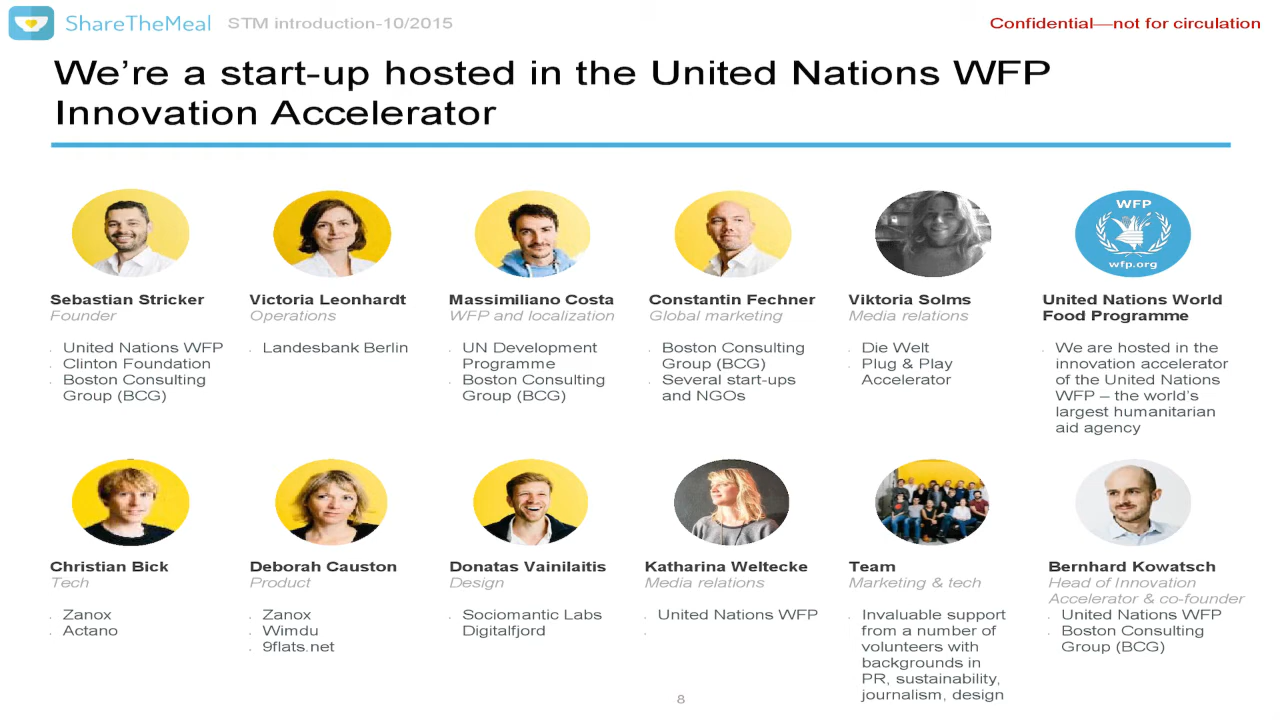 ShareTheMeal STM introduction-10/2015
Confidential—not for circulation
We're a start-up hosted in the United Nations WFP
Innovation Accelerator
Sebastian Stricker
Founder
United Nations WFP
Clinton Foundation
Boston Consulting
Group (BCG)
Victoria Leonhardt
Operations
Landesbank Berlin
Massimiliano Costa
WFP and localization
UN Development
Programme
Boston Consulting
Group (BCG)
Constantin Fechner
Global marketing
Boston Consulting
Group (BCG)
Several start-ups
and NGOs
Viktoria Solms
Media relations
Die Welt
Plug & Play
Accelerator
WFP
wfp.org
United Nations World
Food Programme
We are hosted in the
innovation accelerator
of the United Nations
WFP – the world's
largest humanitarian
aid agency
Christian Bick
Tech
Zanox
Actano
Deborah Causton
Product
Zanox
Wimdu
9flats.net
Donatas Vainilaitis
Design
Sociomantic Labs
Digitalfjord
Katharina Weltecke
Media relations
United Nations WFP
Team
Marketing & tech
Invaluable support
from a number of
volunteers with
backgrounds in
PR, sustainability,
journalism, design
Bernhard Kowatsch
Head of Innovation
Accelerator & co-founder
United Nations WFP
Boston Consulting
Group (BCG)
8